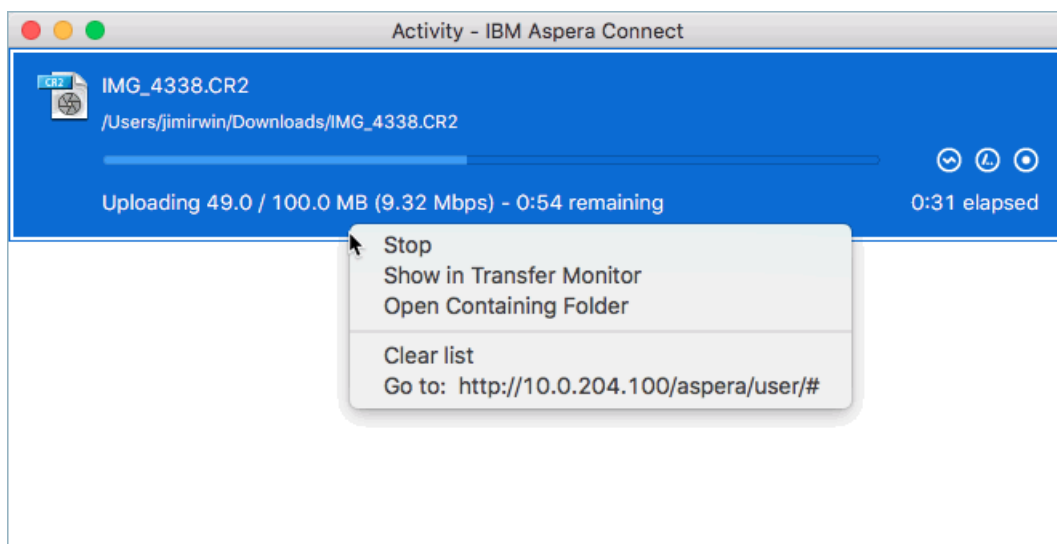 Activity - IBM Aspera Connect
CR2
IMG_4338.CR2
/Users/jimirwin/Downloads/IMG_4338.CR2
Uploading 49.0 / 100.0 MB (9.32 Mbps) - 0:54 remaining
0:31 elapsed
Stop
Show in Transfer Monitor
Open Containing Folder
Clear list
Go to: http://10.0.204.100/aspera/user/#